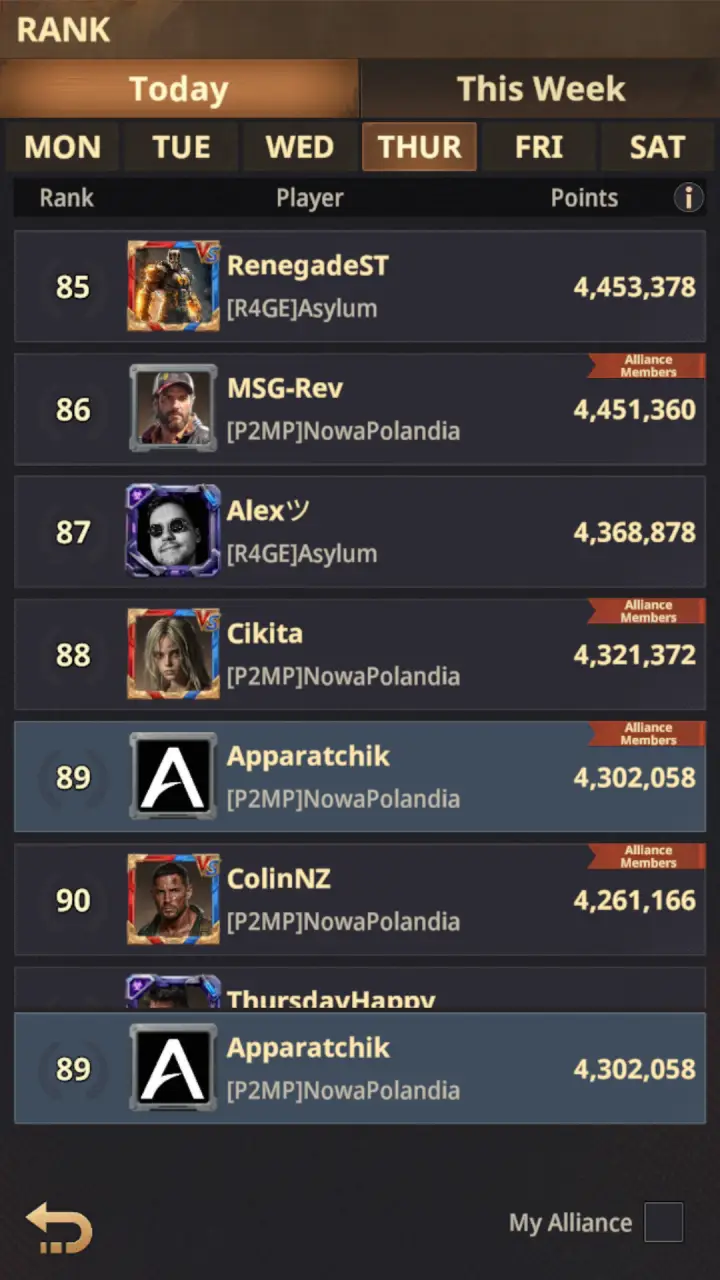 RANK
Today This Week
MON TUE WED THUR FRI SAT
Rank Player Points i
85 RenegadeST 4,453,378
[R4GE]Asylum
Alliance Members
86 MSG-Rev 4,451,360
[P2MP]NowaPolandia
87 Alexツ 4,368,878
[R4GE]Asylum
Alliance Members
88 Cikita 4,321,372
[P2MP]NowaPolandia
Alliance Members
89 Apparatchik 4,302,058
[P2MP]NowaPolandia
Alliance Members
90 ColinNZ 4,261,166
[P2MP]NowaPolandia
ThursdayHappy
89 Apparatchik 4,302,058
[P2MP]NowaPolandia
My Alliance